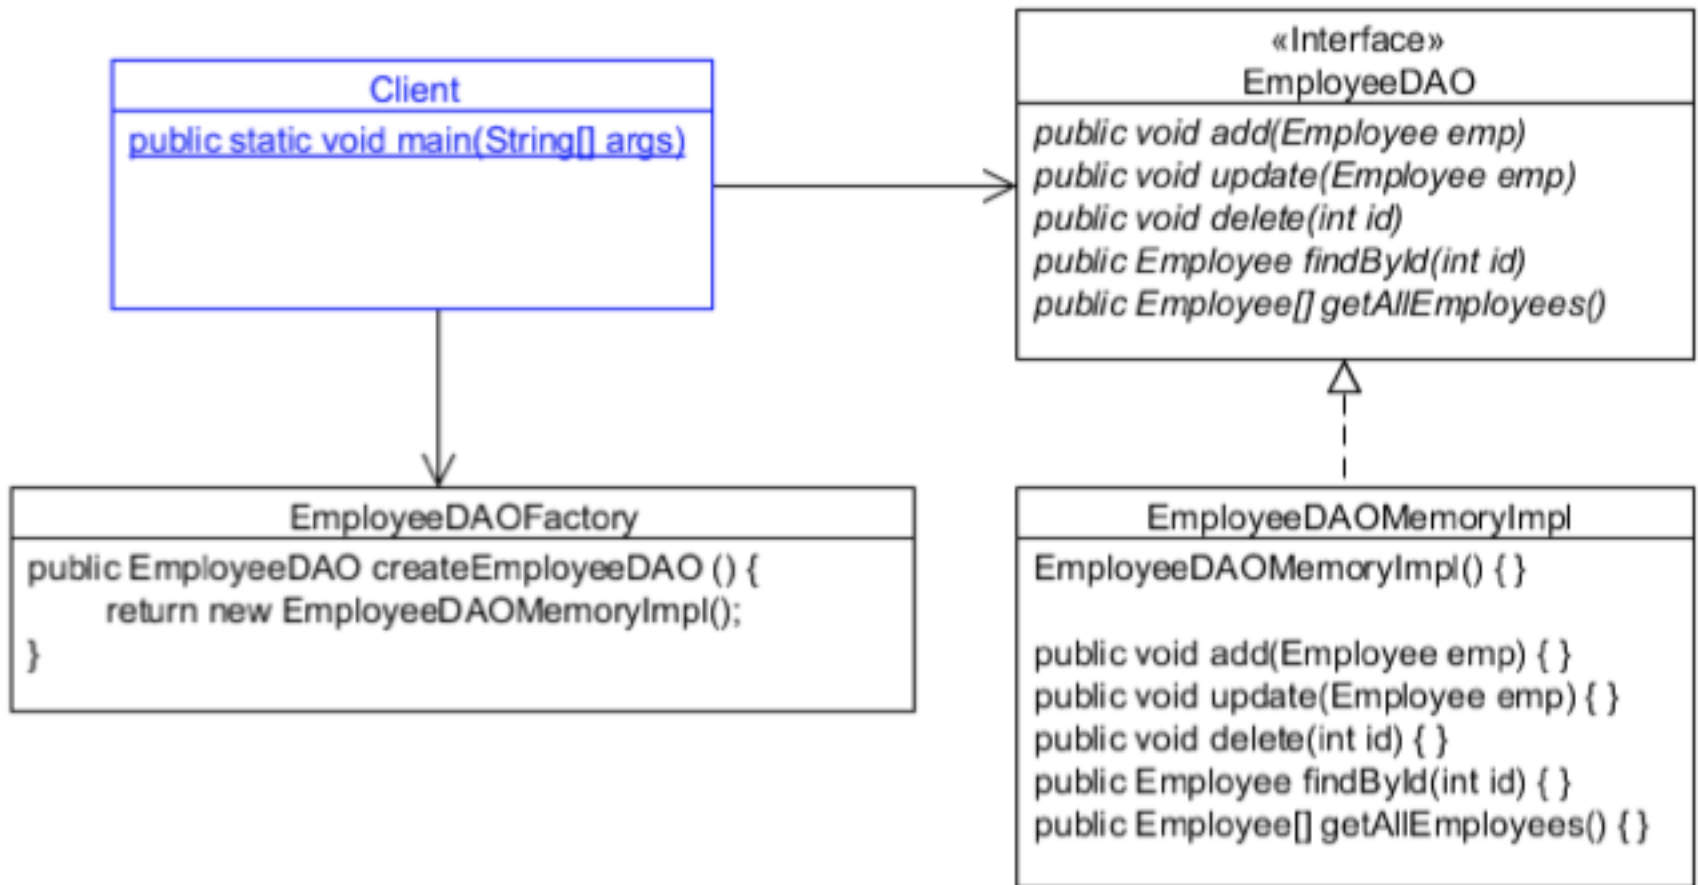 Client
public static void main(String[] args)
«Interface»
EmployeeDAO
public void add(Employee emp)
public void update(Employee emp)
public void delete(int id)
public Employee findById(int id)
public Employee[] getAllEmployees()
EmployeeDAOFactory
public EmployeeDAO createEmployeeDAO () {
return new EmployeeDAOMemoryImpl();
}
EmployeeDAOMemoryImpl
EmployeeDAOMemoryImpl() { }
public void add(Employee emp) { }
public void update(Employee emp) { }
public void delete(int id) { }
public Employee findById(int id) { }
public Employee[] getAllEmployees() { }